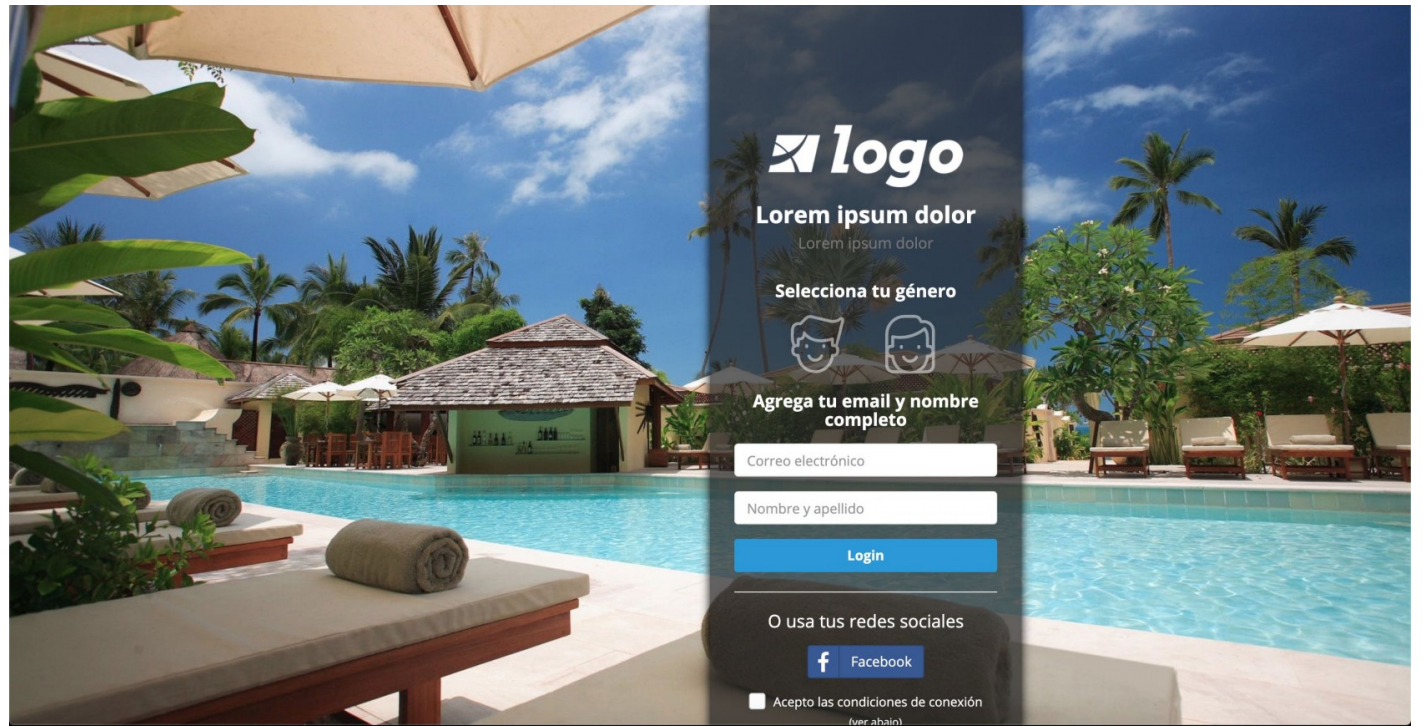 logo
Lorem ipsum dolor
Lorem ipsum dolor
Selecciona tu género
Agrega tu email y nombre
completo
Correo electrónico
Nombre y apellido
Login
O usa tus redes sociales
f Facebook
Acepto las condiciones de conexión
(ver abajo)